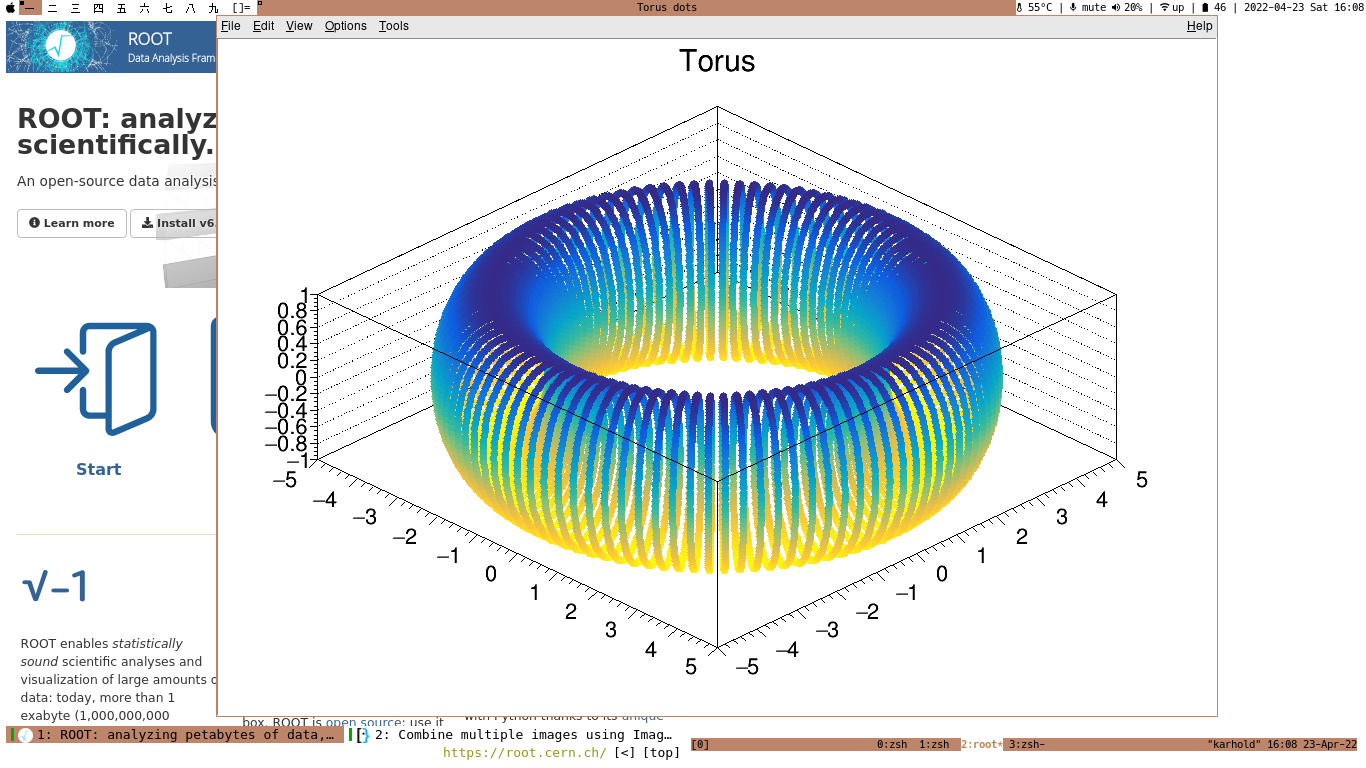 一 二 三 四 五 六 七 八 九 []= Torus dots 55°C | mute 20% | up | 46 | 2022-04-23 Sat 16:08
File Edit View Options Tools Help
ROOT
Data Analysis Fram
Torus
ROOT: analyz
scientifically.
An open-source data analysis
Learn more Install v6.
1
0.8
0.6
0.4
0.2
0
−0.2
−0.4
−0.6
−0.8
−1
−5 −4 −3 −2 −1 0 1 2 3 4 5
−5 −4 −3 −2 −1 0 1 2 3 4 5
Start
√-1
ROOT enables statistically
sound scientific analyses and
visualization of large amounts o
data: today, more than 1
exabyte (1,000,000,000
box. ROOT is open source: use it
with Python thanks to its unique
1: ROOT: analyzing petabytes of data,… 2: Combine multiple images using Imag…
https://root.cern.ch/ [<] [top]
[0] 0:zsh 1:zsh 2:root* 3:zsh- "karhold" 16:08 23-Apr-22